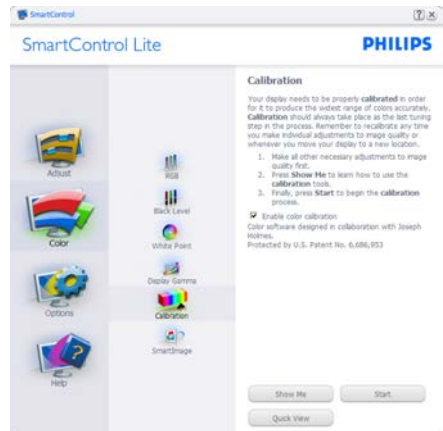 SmartControl
SmartControl Lite
PHILIPS
Adjust
Color
Options
Help
RGB
Black Level
White Point
Display Gamma
Calibration
SmartImage
Calibration
Your display needs to be properly calibrated in order
for it to produce the widest range of colors accurately.
Calibration should always take place as the last tuning
step in the process. Remember to recalibrate any time
you make individual adjustments to image quality or
whenever you move your display to a new location.
1. Make all other necessary adjustments to image
quality first.
2. Press Show Me to learn how to use the
calibration tools.
3. Finally, press Start to begin the calibration
process.
Enable color calibration
Color software designed in collaboration with Joseph
Holmes.
Protected by U.S. Patent No. 6,686,953
Show Me
Start
Quick View